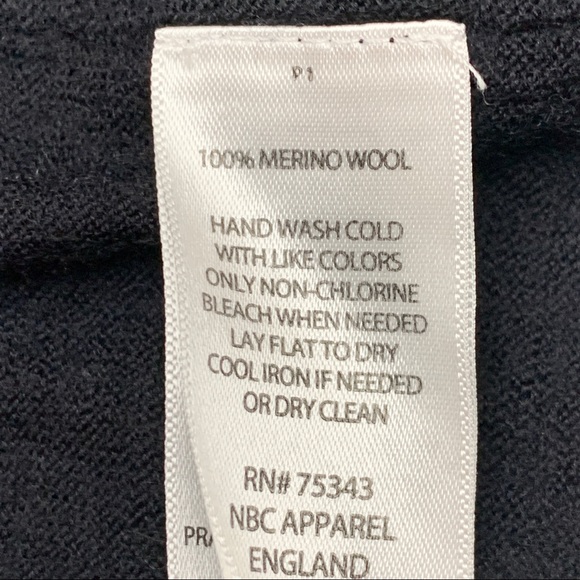 P1
100% MERINO WOOL
HAND WASH COLD
WITH LIKE COLORS
ONLY NON-CHLORINE
BLEACH WHEN NEEDED
LAY FLAT TO DRY
COOL IRON IF NEEDED
OR DRY CLEAN
RN# 75343
NBC APPAREL
ENGLAND